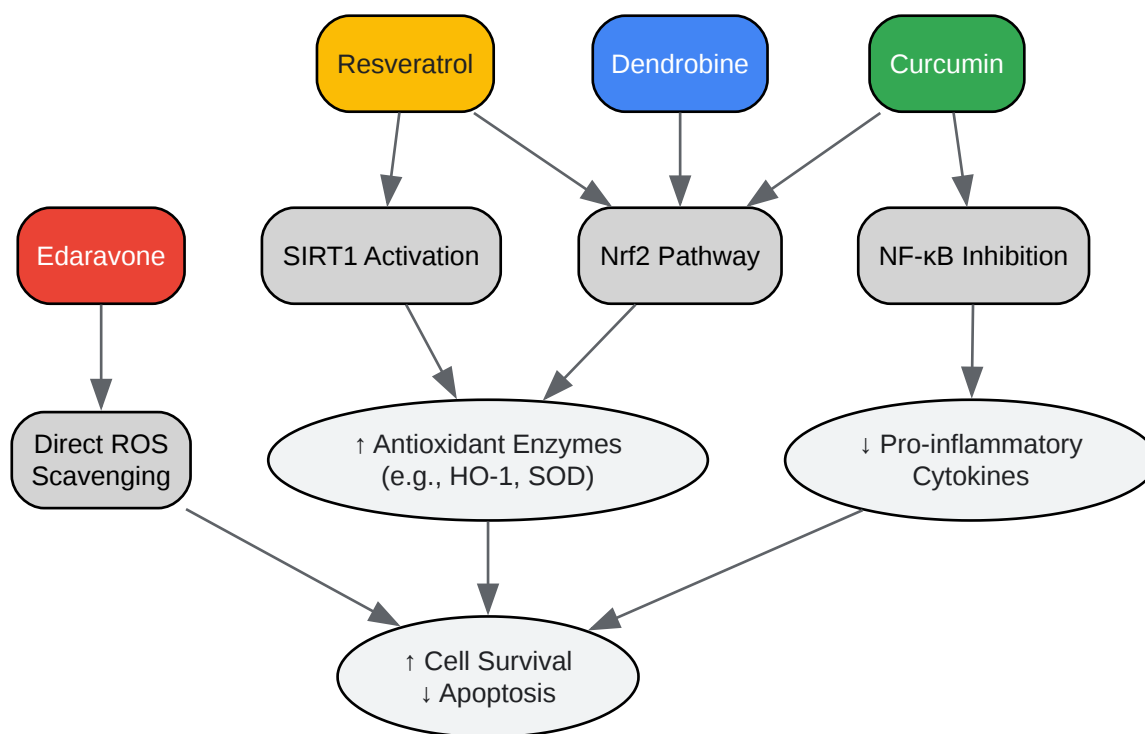 Resveratrol
Dendrobine
Curcumin
Edaravone
SIRT1 Activation
Nrf2 Pathway
NF-κB Inhibition
Direct ROS
Scavenging
↑ Antioxidant Enzymes
(e.g., HO-1, SOD)
↓ Pro-inflammatory
Cytokines
↑ Cell Survival
↓ Apoptosis